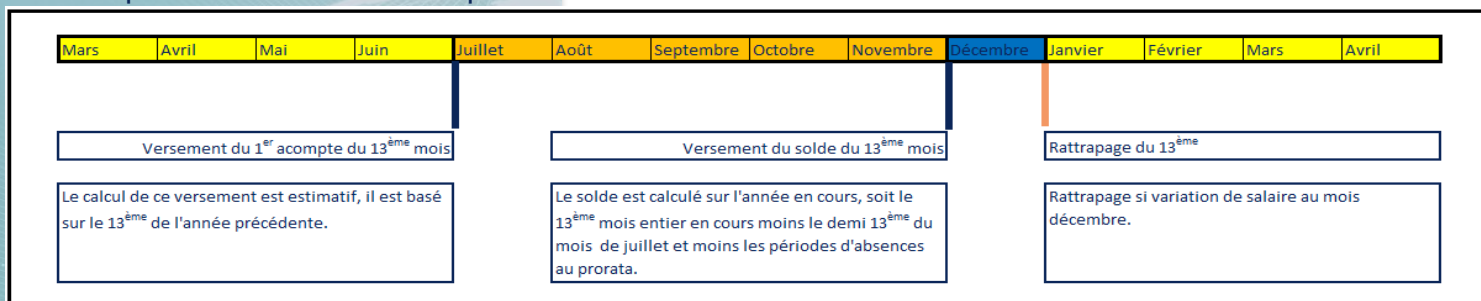 Mars Avril Mai Juin Juillet Août Septembre Octobre Novembre Décembre Janvier Février Mars Avril
Versement du 1er acompte du 13ème mois
Versement du solde du 13ème mois
Rattrapage du 13ème
Le calcul de ce versement est estimatif, il est basé
sur le 13ème de l'année précédente.
Le solde est calculé sur l'année en cours, soit le
13ème mois entier en cours moins le demi 13ème du
mois de juillet et moins les périodes d'absences
au prorata.
Rattrapage si variation de salaire au mois
décembre.